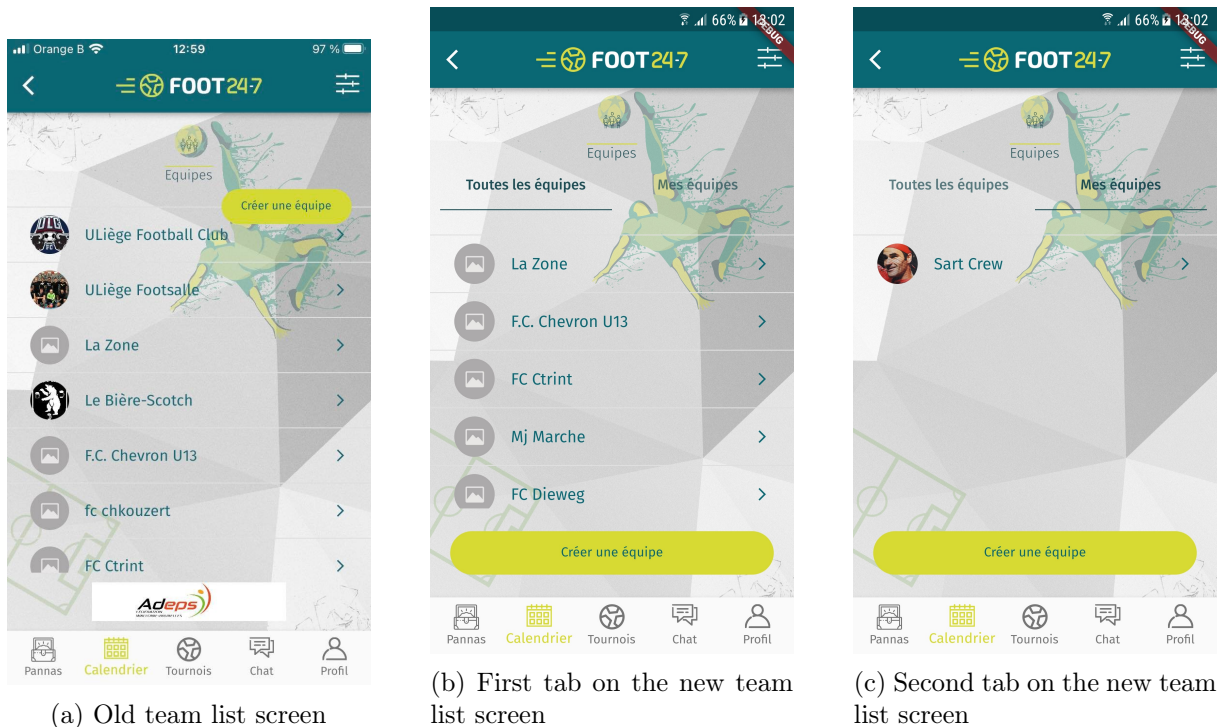 Orange B 12:59 97 %
FOOT24-7
Equipes
Créer une équipe
ULiège Football Club
ULiège Footsalle
La Zone
Le Bière-Scotch
F.C. Chevron U13
fc chkouzert
FC Ctrint
Adeps
Pannas Calendrier Tournois Chat Profil
(a) Old team list screen
66% 18:02
DEBUG
FOOT24-7
Equipes
Toutes les équipes Mes équipes
La Zone
F.C. Chevron U13
FC Ctrint
Mj Marche
FC Dieweg
Créer une équipe
Pannas Calendrier Tournois Chat Profil
(b) First tab on the new team
list screen
66% 18:02
DEBUG
FOOT24-7
Equipes
Toutes les équipes Mes équipes
Sart Crew
Créer une équipe
Pannas Calendrier Tournois Chat Profil
(c) Second tab on the new team
list screen